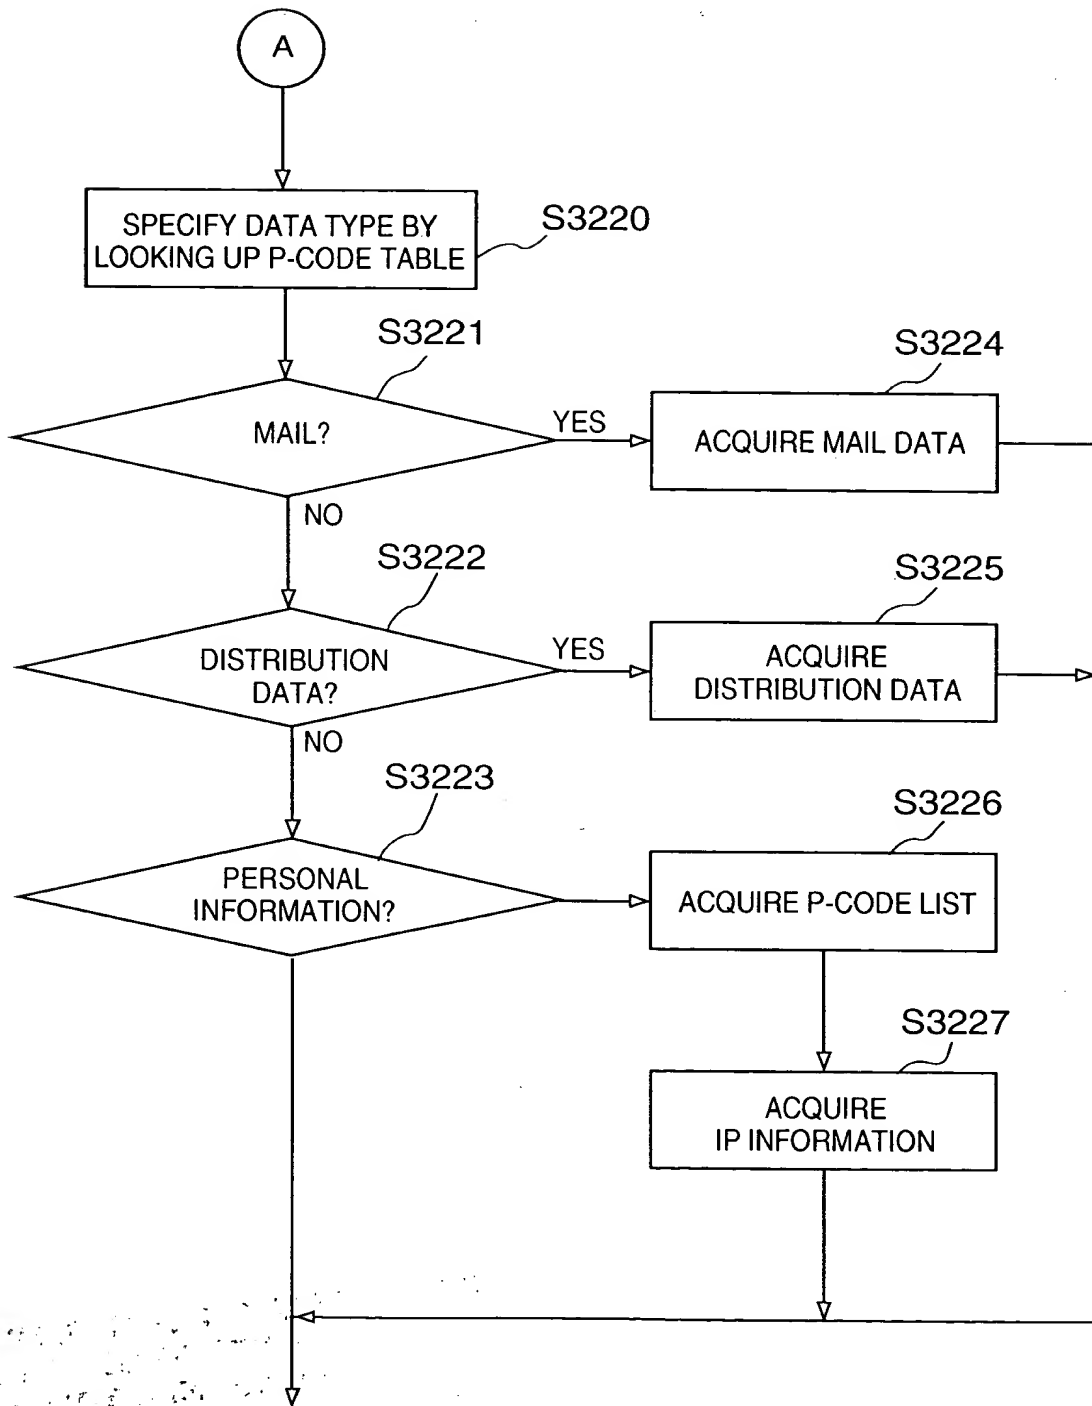 A
SPECIFY DATA TYPE BY
LOOKING UP P-CODE TABLE
S3220
S3221
MAIL?
YES
S3224
ACQUIRE MAIL DATA
NO
S3222
DISTRIBUTION
DATA?
YES
S3225
ACQUIRE
DISTRIBUTION DATA
NO
S3223
PERSONAL
INFORMATION?
S3226
ACQUIRE P-CODE LIST
S3227
ACQUIRE
IP INFORMATION